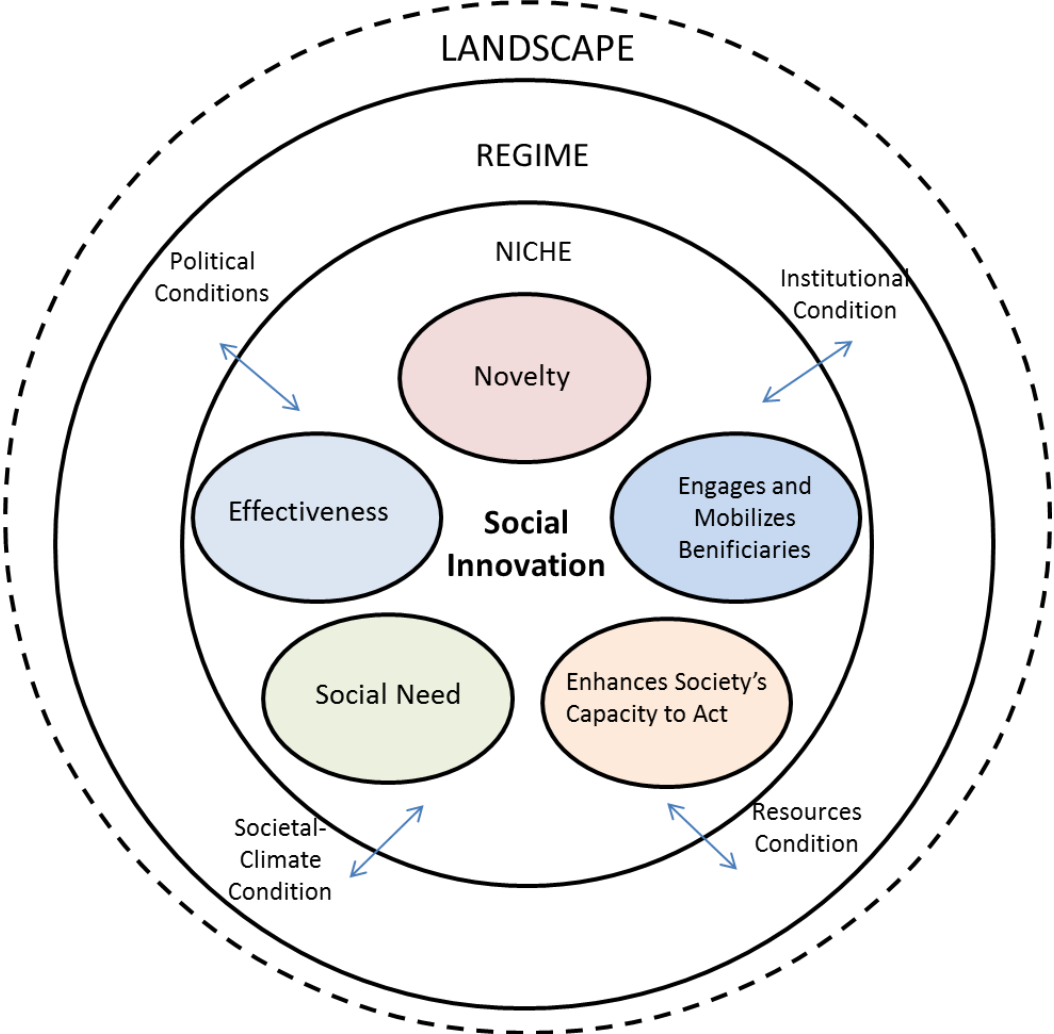 LANDSCAPE
REGIME
NICHE
Political
Conditions
Institutional
Condition
Novelty
Effectiveness
Social
Innovation
Engages and
Mobilizes
Benificiaries
Social Need
Enhances Society’s
Capacity to Act
Societal-
Climate
Condition
Resources
Condition